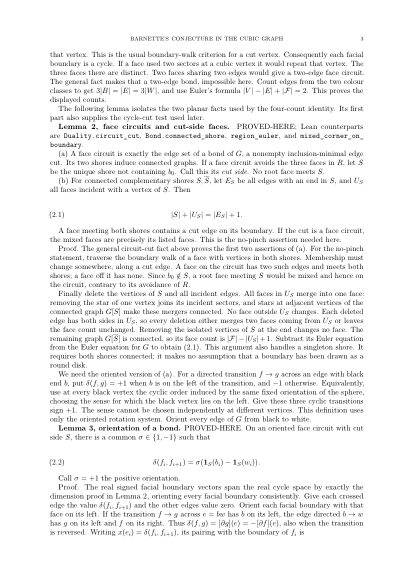 BARNETTE'S CONJECTURE IN THE CUBIC GRAPH 3
that vertex. This is the usual boundary-walk criterion for a cut vertex. Consequently each facial
boundary is a cycle. If a face used two sectors at a cubic vertex it would repeat that vertex. The
three faces are distinct. Two faces sharing two edges would give a two-edge face circuit.
The general fact makes that a two-edge bond, impossible here. Count edges from the two colour
classes to get 3|B| = |E| = 3|W|, and use Euler's formula |V| − |E| + |F| = 2. This proves the
displayed counts.
The following lemma isolates the two planar facts used by the four-count identity. Its first
part also supplies the cycle-cut test used later.
Lemma 2, face circuits and cut-side faces. PROVED-HERE; Lean counterparts
are Duality.circuit_cut, Bond.connected_shore, region_euler, and mixed_corner_on_
boundary.
(a) A face circuit is exactly the edge set of a bond of G, a nonempty inclusion-minimal edge
cut. Its two shores induce connected graphs. If a face circuit avoids the three faces in R, let S
be the unique shore not containing b₀. Call this its cut side. No root face meets S.
(b) For connected complementary shores S, S̅, let E_S be all edges with an end in S, and U_S
all faces incident with a vertex of S. Then
(2.1) |S| + |U_S| = |E_S| + 1.
A face meeting both shores contains a cut edge on its boundary. If the cut is a face circuit,
the mixed faces are precisely its listed faces. This is the no-pinch assertion needed here.
Proof. The general circuit-cut fact above proves the first two assertions of (a). For the no-pinch
statement, traverse the boundary walk of a face with vertices in both shores. Membership must
change somewhere, along a cut edge. A face on the circuit has two such edges and meets both
shores; a face off it has none. Since b₀ ∉ S, a root face meeting S would be mixed and hence on
the circuit, contrary to its avoidance of R.
Finally delete the vertices of S and all incident edges. All faces in U_S merge into one face:
removing the star of one vertex joins its incident sectors, and stars at adjacent vertices of the
connected graph G[S] make these mergers connected. No face outside U_S changes. Each deleted
edge has both sides in U_S, so every deletion either merges two faces coming from U_S or leaves
the face count unchanged. Removing the isolated vertices of S at the end changes no face. The
remaining graph G[S̅] is connected, so its face count is |F| − |U_S| + 1. Subtract its Euler equation
from the Euler equation for G to obtain (2.1). This argument also handles a singleton shore. It
requires both shores connected; it makes no assumption that a boundary has been drawn as a
round disk.
We need the oriented version of (a). For a directed transition f → g across an edge with black
end b, put δ(f, g) = +1 when b is on the left of the transition, and −1 otherwise. Equivalently,
use at every black vertex the cyclic order induced by the same fixed orientation of the sphere,
choosing the sense for which the black vertex lies on the left. Give these three cyclic transitions
sign +1. The sense cannot be chosen independently at different vertices. This definition uses
only the oriented rotation system. Orient every edge of G from black to white.
Lemma 3, orientation of a bond. PROVED-HERE. On an oriented face circuit with cut
side S, there is a common σ ∈ {1, −1} such that
(2.2) δ(f_i, f_{i+1}) = σ(1_S(b_i) − 1_S(w_i)).
Call σ = +1 the positive orientation.
Proof. The real signed facial boundary vectors span the real cycle space by exactly the
dimension proof in Lemma 2, orienting every facial boundary consistently. Give each crossed
edge the value δ(f_i, f_{i+1}) and the other edges value zero. Orient each facial boundary with that
face on its left. If the transition f → g across e = bw has b on its left, the edge directed b → w
has g on its left and f on its right. Thus δ(f, g) = [∂g](e) = −[∂f](e), also when the transition
is reversed. Writing x(e_i) = δ(f_i, f_{i+1}), its pairing with the boundary of f_i is